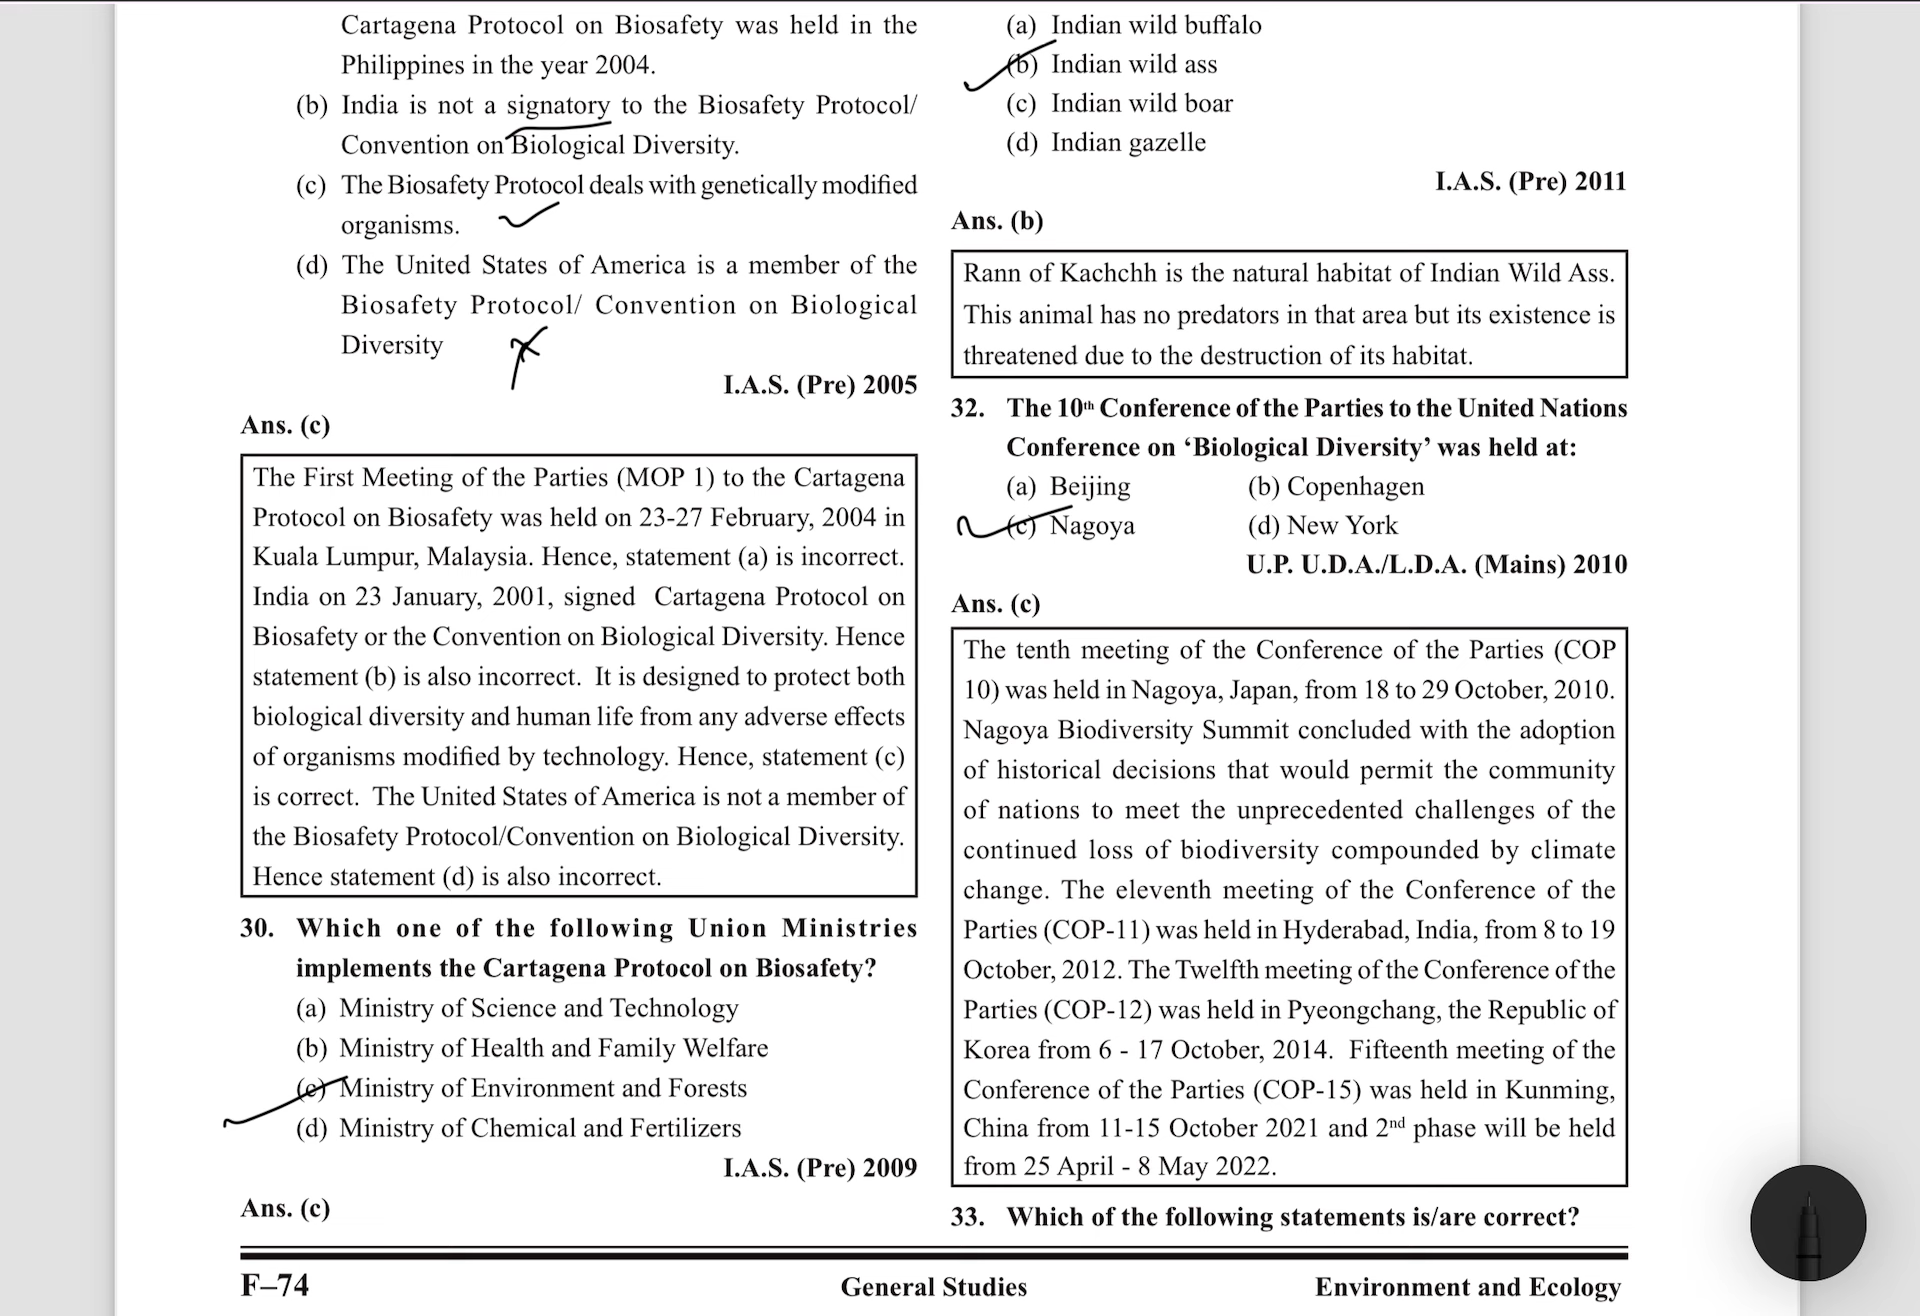 Cartagena Protocol on Biosafety was held in the
Philippines in the year 2004.
(b) India is not a signatory to the Biosafety Protocol/
Convention on Biological Diversity.
(c) The Biosafety Protocol deals with genetically modified
organisms.
(d) The United States of America is a member of the
Biosafety Protocol/ Convention on Biological
Diversity
I.A.S. (Pre) 2005
Ans. (c)
The First Meeting of the Parties (MOP 1) to the Cartagena
Protocol on Biosafety was held on 23-27 February, 2004 in
Kuala Lumpur, Malaysia. Hence, statement (a) is incorrect.
India on 23 January, 2001, signed Cartagena Protocol on
Biosafety or the Convention on Biological Diversity. Hence
statement (b) is also incorrect. It is designed to protect both
biological diversity and human life from any adverse effects
of organisms modified by technology. Hence, statement (c)
is correct. The United States of America is not a member of
the Biosafety Protocol/Convention on Biological Diversity.
Hence statement (d) is also incorrect.
30. Which one of the following Union Ministries
implements the Cartagena Protocol on Biosafety?
(a) Ministry of Science and Technology
(b) Ministry of Health and Family Welfare
(c) Ministry of Environment and Forests
(d) Ministry of Chemical and Fertilizers
I.A.S. (Pre) 2009
Ans. (c)
(a) Indian wild buffalo
(b) Indian wild ass
(c) Indian wild boar
(d) Indian gazelle
I.A.S. (Pre) 2011
Ans. (b)
Rann of Kachchh is the natural habitat of Indian Wild Ass.
This animal has no predators in that area but its existence is
threatened due to the destruction of its habitat.
32. The 10th Conference of the Parties to the United Nations
Conference on ‘Biological Diversity’ was held at:
(a) Beijing (b) Copenhagen
(c) Nagoya (d) New York
U.P. U.D.A./L.D.A. (Mains) 2010
Ans. (c)
The tenth meeting of the Conference of the Parties (COP
10) was held in Nagoya, Japan, from 18 to 29 October, 2010.
Nagoya Biodiversity Summit concluded with the adoption
of historical decisions that would permit the community
of nations to meet the unprecedented challenges of the
continued loss of biodiversity compounded by climate
change. The eleventh meeting of the Conference of the
Parties (COP-11) was held in Hyderabad, India, from 8 to 19
October, 2012. The Twelfth meeting of the Conference of the
Parties (COP-12) was held in Pyeongchang, the Republic of
Korea from 6 - 17 October, 2014. Fifteenth meeting of the
Conference of the Parties (COP-15) was held in Kunming,
China from 11-15 October 2021 and 2nd phase will be held
from 25 April - 8 May 2022.
33. Which of the following statements is/are correct?
F–74 General Studies Environment and Ecology